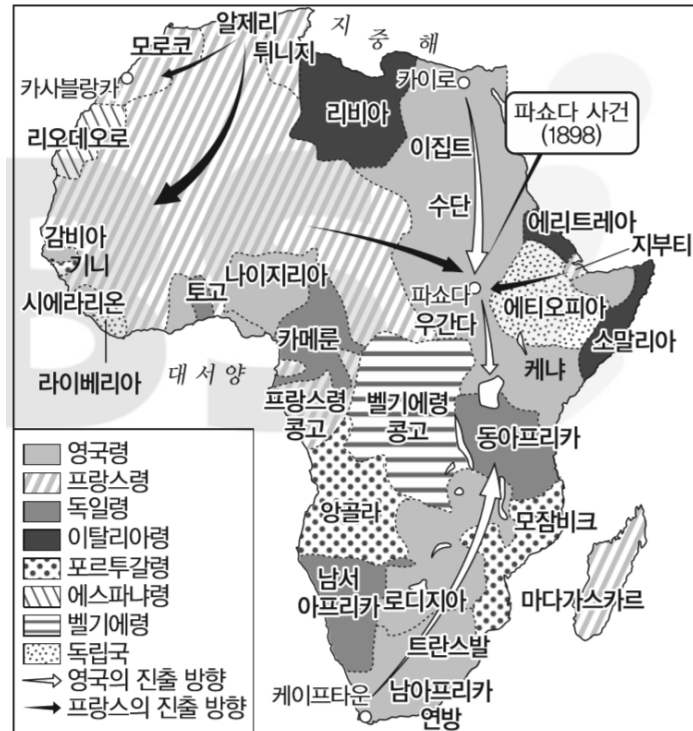 지중해
알제리
모로코
튀니지
카사블랑카
카이로
리비아
파쇼다 사건
(1898)
리오데오로
이집트
수단
에리트레아
감비아
지부티
기니
나이지리아
토고
시에라리온
파쇼다
에티오피아
우간다
카메룬
소말리아
케냐
라이베리아
대서양
프랑스령
콩고
벨기에령
콩고
동아프리카
영국령
프랑스령
독일령
이탈리아령
포르투갈령
에스파냐령
벨기에령
독립국
영국의 진출 방향
프랑스의 진출 방향
앙골라
모잠비크
남서
아프리카
로디지아
마다가스카르
트란스발
케이프타운
남아프리카
연방